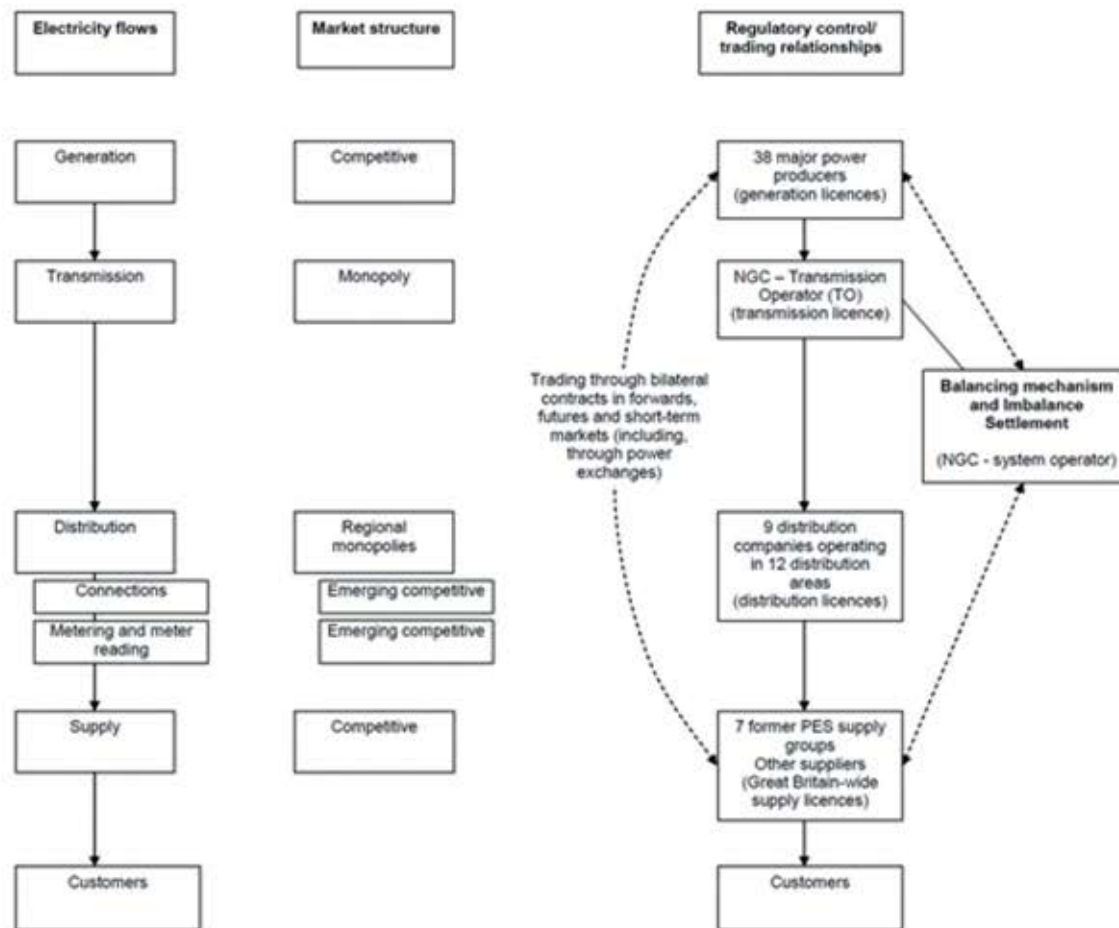 Electricity flows
Market structure
Regulatory control/
trading relationships
Generation
Competitive
38 major power
producers
(generation licences)
Transmission
Monopoly
NGC – Transmission
Operator (TO)
(transmission licence)
Trading through bilateral
contracts in forwards,
futures and short-term
markets (including,
through power
exchanges)
Balancing mechanism
and Imbalance
Settlement
(NGC - system operator)
Distribution
Regional
monopolies
9 distribution
companies operating
in 12 distribution
areas
(distribution licences)
Connections
Emerging competitive
Metering and meter
reading
Emerging competitive
Supply
Competitive
7 former PES supply
groups
Other suppliers
(Great Britain-wide
supply licences)
Customers
Customers